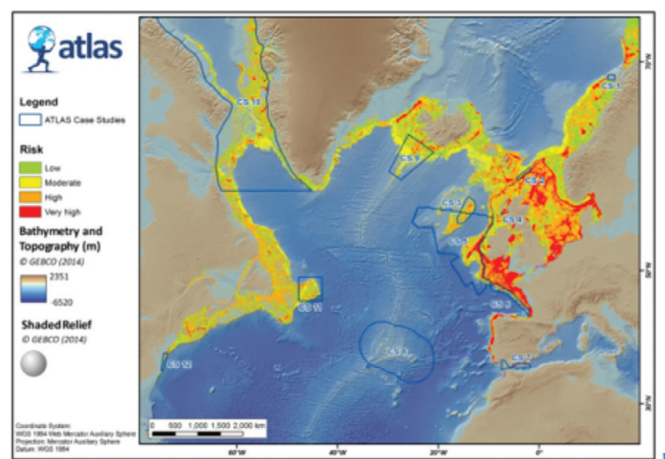 atlas
Legend
ATLAS Case Studies
Risk
Low
Moderate
High
Very high
Bathymetry and
Topography (m)
© GEBCO (2014)
2351
-6520
Shaded Relief
© GEBCO (2014)
Coordinate System:
WGS 1984 Web Mercator Auxiliary Sphere
Projection: Mercator Auxiliary Sphere
Datum: WGS 1984
CS 10
CS 1
70°N
CS 9
CS 2
CS 3
CS 4
CS 5
50°N
CS 11
CS 6
CS 8
CS 7
CS 12
30°N
0 500 1,000 1,500 2,000 km
60°W
40°W
20°W
0°